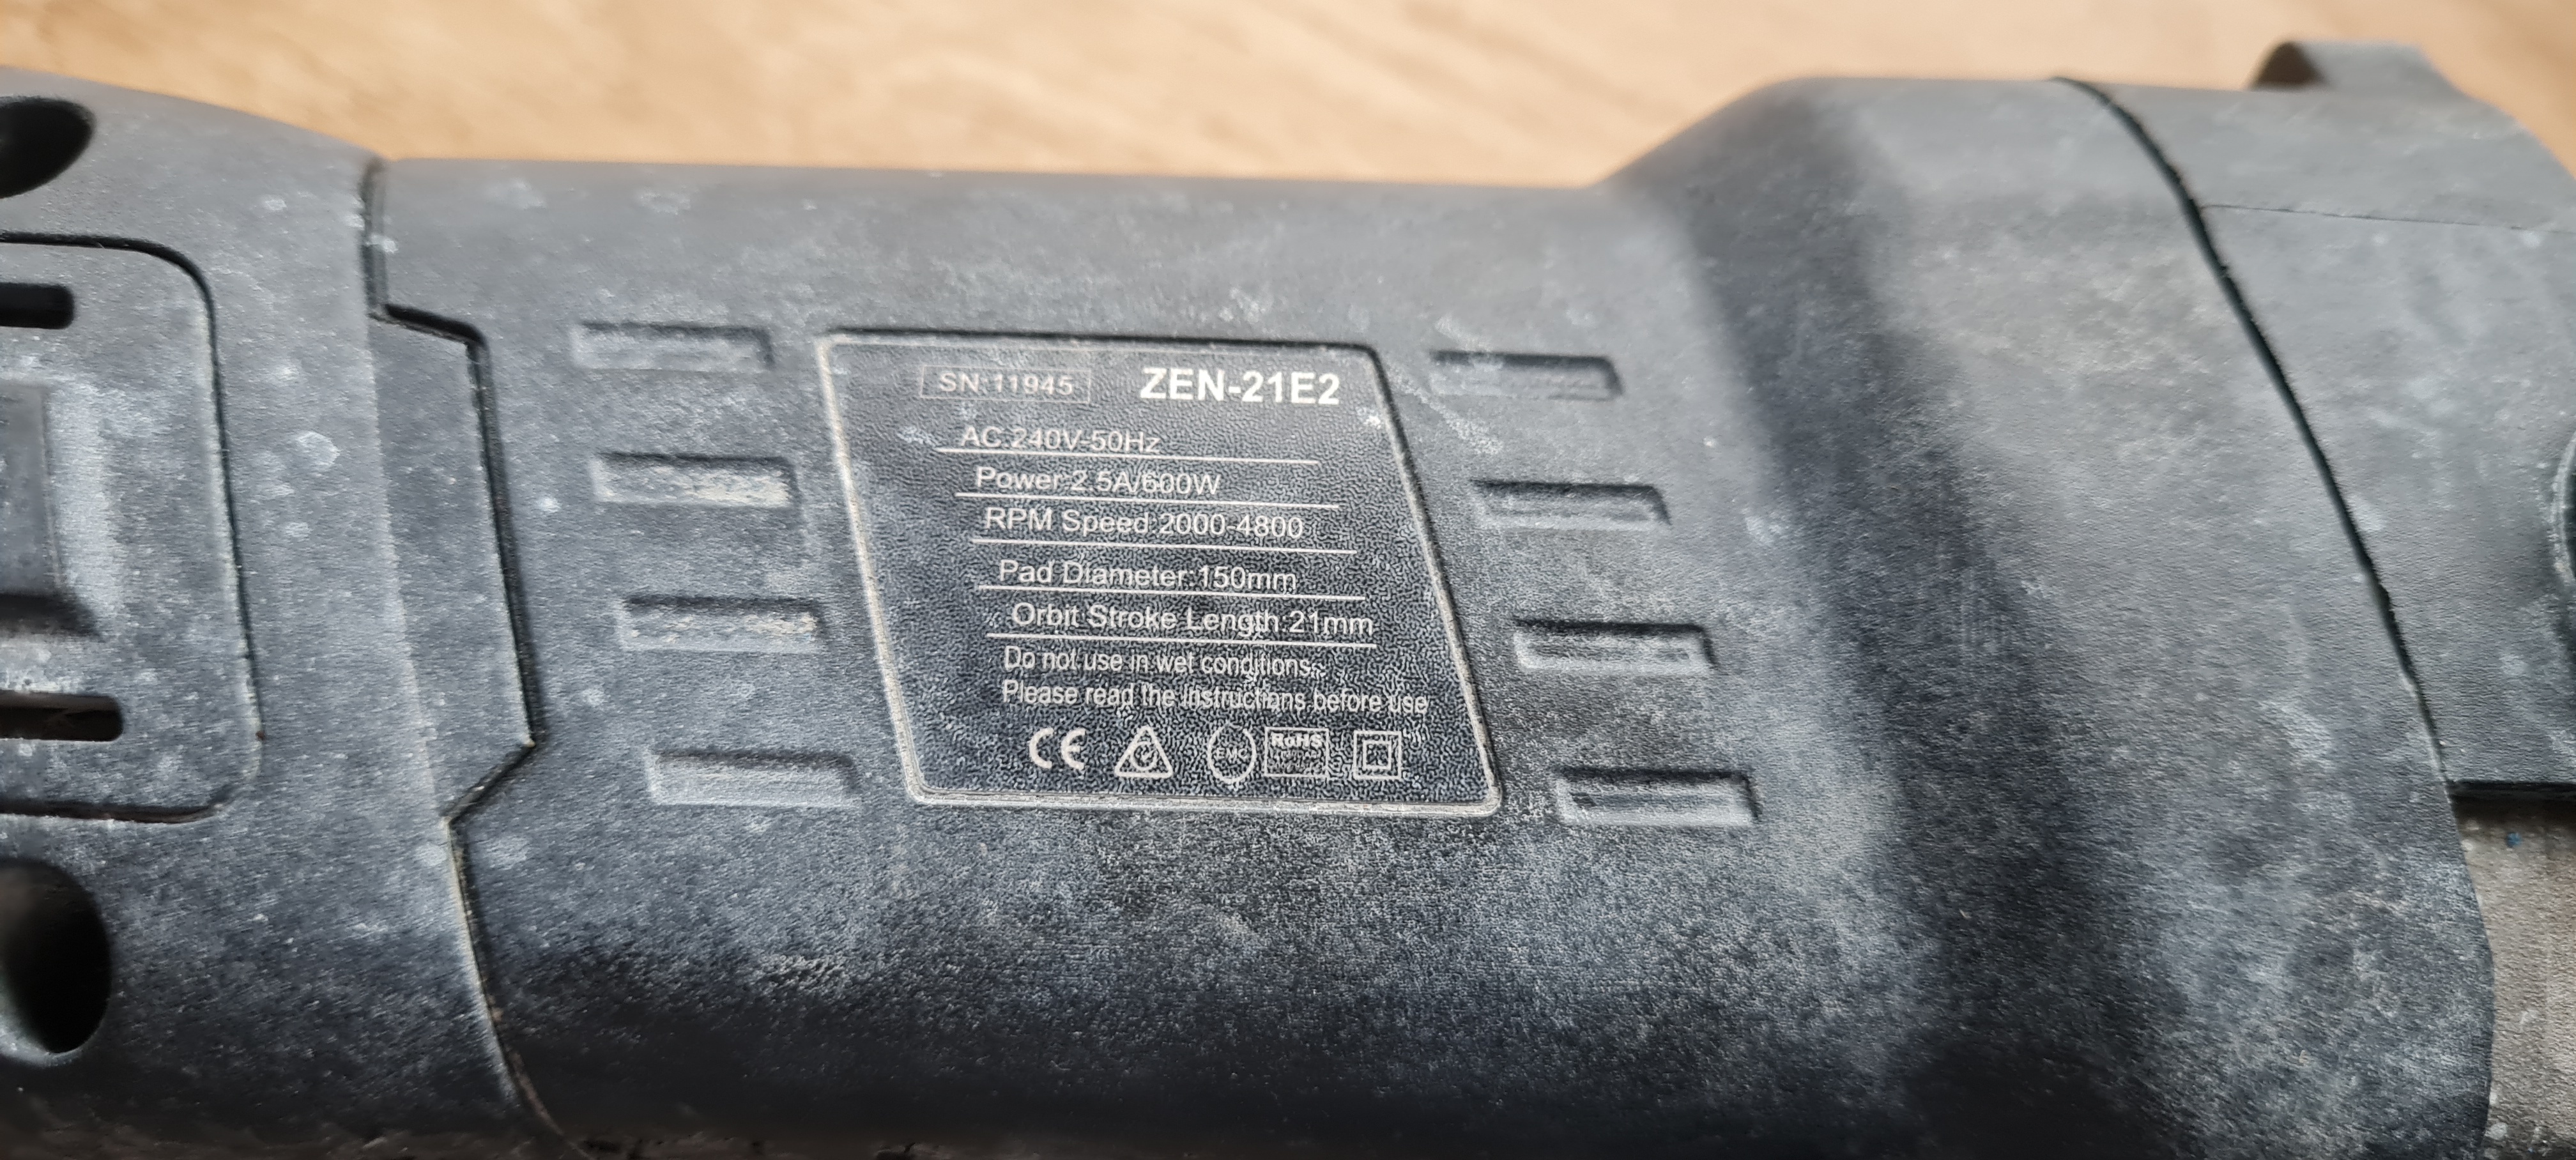 SN:11945 ZEN-21E2
AC:240V-50Hz
Power:2.5A/600W
RPM Speed:2000-4800
Pad Diameter:150mm
Orbit Stroke Length:21mm
Do not use in wet conditions.
Please read the instructions before use
CE EMC RoHS